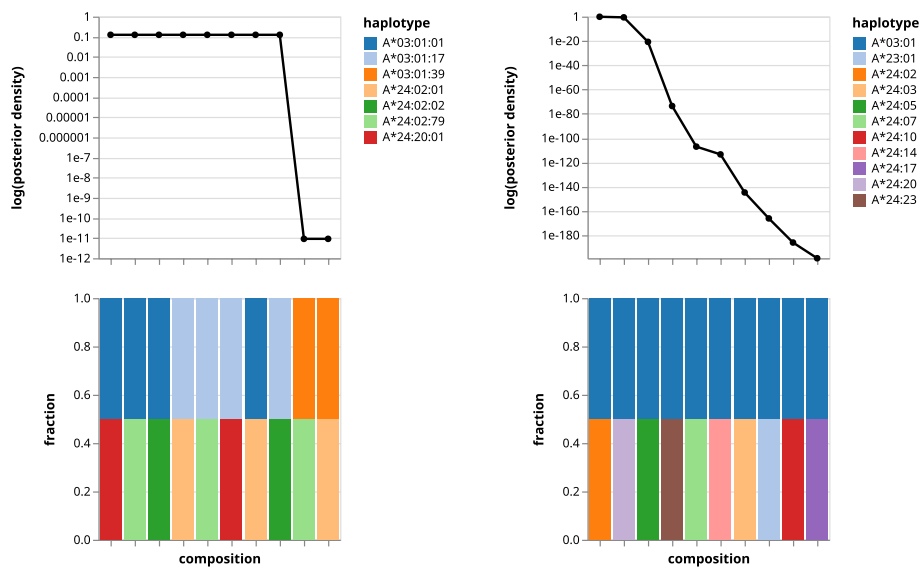 1
0.1
0.01
0.001
0.0001
0.00001
0.000001
1e-7
1e-8
1e-9
1e-10
1e-11
1e-12
log(posterior density)
haplotype
A*03:01:01
A*03:01:17
A*03:01:39
A*24:02:01
A*24:02:02
A*24:02:79
A*24:20:01
1
1e-20
1e-40
1e-60
1e-80
1e-100
1e-120
1e-140
1e-160
1e-180
log(posterior density)
haplotype
A*03:01
A*23:01
A*24:02
A*24:03
A*24:05
A*24:07
A*24:10
A*24:14
A*24:17
A*24:20
A*24:23
1.0
0.8
0.6
0.4
0.2
0.0
fraction
composition
1.0
0.8
0.6
0.4
0.2
0.0
fraction
composition